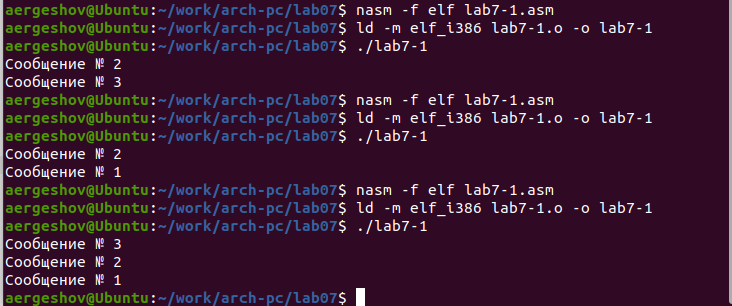 aergeshov@Ubuntu:~/work/arch-pc/lab07$ nasm -f elf lab7-1.asm
aergeshov@Ubuntu:~/work/arch-pc/lab07$ ld -m elf_i386 lab7-1.o -o lab7-1
aergeshov@Ubuntu:~/work/arch-pc/lab07$ ./lab7-1
Сообщение № 2
Сообщение № 3
aergeshov@Ubuntu:~/work/arch-pc/lab07$ nasm -f elf lab7-1.asm
aergeshov@Ubuntu:~/work/arch-pc/lab07$ ld -m elf_i386 lab7-1.o -o lab7-1
aergeshov@Ubuntu:~/work/arch-pc/lab07$ ./lab7-1
Сообщение № 2
Сообщение № 1
aergeshov@Ubuntu:~/work/arch-pc/lab07$ nasm -f elf lab7-1.asm
aergeshov@Ubuntu:~/work/arch-pc/lab07$ ld -m elf_i386 lab7-1.o -o lab7-1
aergeshov@Ubuntu:~/work/arch-pc/lab07$ ./lab7-1
Сообщение № 3
Сообщение № 2
Сообщение № 1
aergeshov@Ubuntu:~/work/arch-pc/lab07$